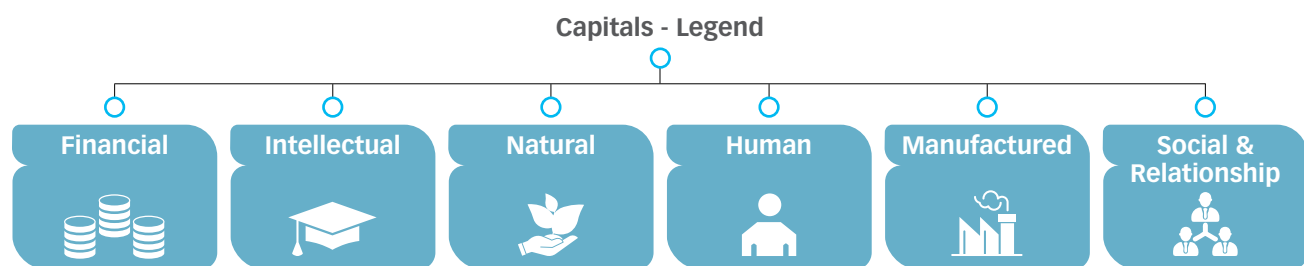 Capitals - Legend
Financial
Intellectual
Natural
Human
Manufactured
Social &
Relationship